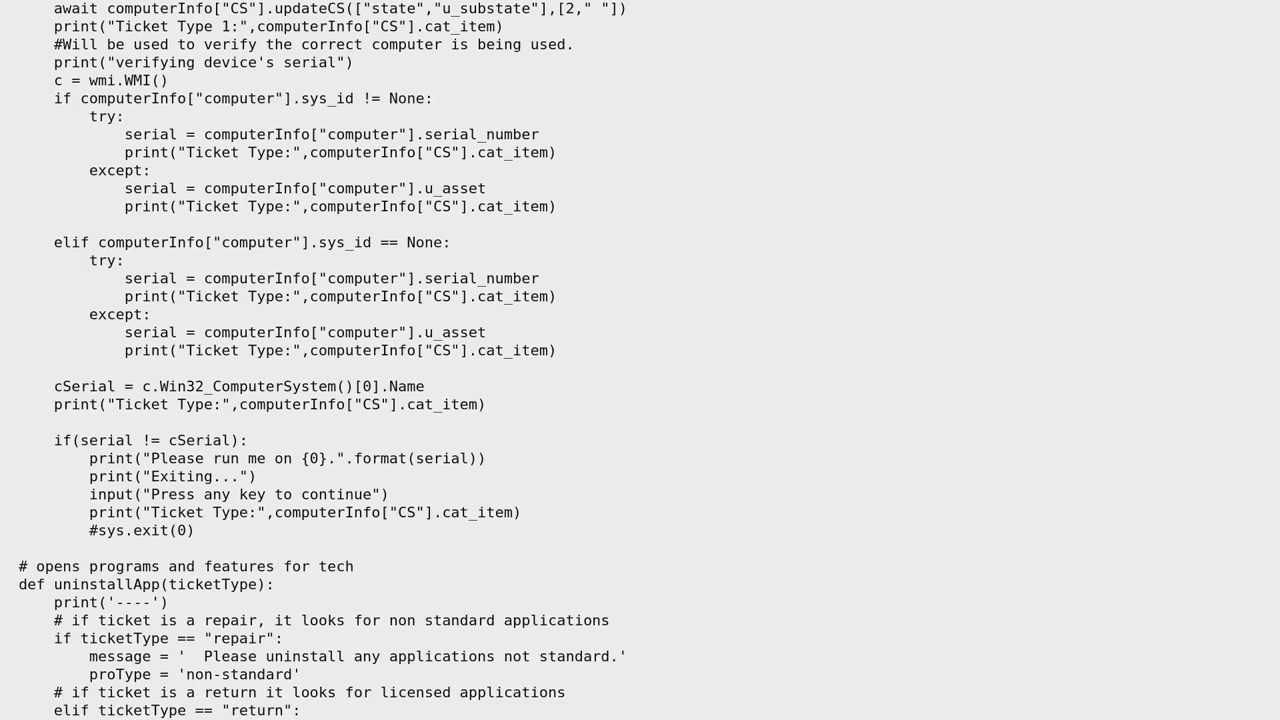 await computerInfo["CS"].updateCS(["state","u_substate"],[2," "])
    print("Ticket Type 1:",computerInfo["CS"].cat_item)
    #Will be used to verify the correct computer is being used.
    print("verifying device's serial")
    c = wmi.WMI()
    if computerInfo["computer"].sys_id != None:
        try:
            serial = computerInfo["computer"].serial_number
            print("Ticket Type:",computerInfo["CS"].cat_item)
        except:
            serial = computerInfo["computer"].u_asset
            print("Ticket Type:",computerInfo["CS"].cat_item)

    elif computerInfo["computer"].sys_id == None:
        try:
            serial = computerInfo["computer"].serial_number
            print("Ticket Type:",computerInfo["CS"].cat_item)
        except:
            serial = computerInfo["computer"].u_asset
            print("Ticket Type:",computerInfo["CS"].cat_item)

    cSerial = c.Win32_ComputerSystem()[0].Name
    print("Ticket Type:",computerInfo["CS"].cat_item)

    if(serial != cSerial):
        print("Please run me on {0}.".format(serial))
        print("Exiting...")
        input("Press any key to continue")
        print("Ticket Type:",computerInfo["CS"].cat_item)
        #sys.exit(0)

# opens programs and features for tech
def uninstallApp(ticketType):
    print('----')
    # if ticket is a repair, it looks for non standard applications
    if ticketType == "repair":
        message = '  Please uninstall any applications not standard.'
        proType = 'non-standard'
    # if ticket is a return it looks for licensed applications
    elif ticketType == "return":